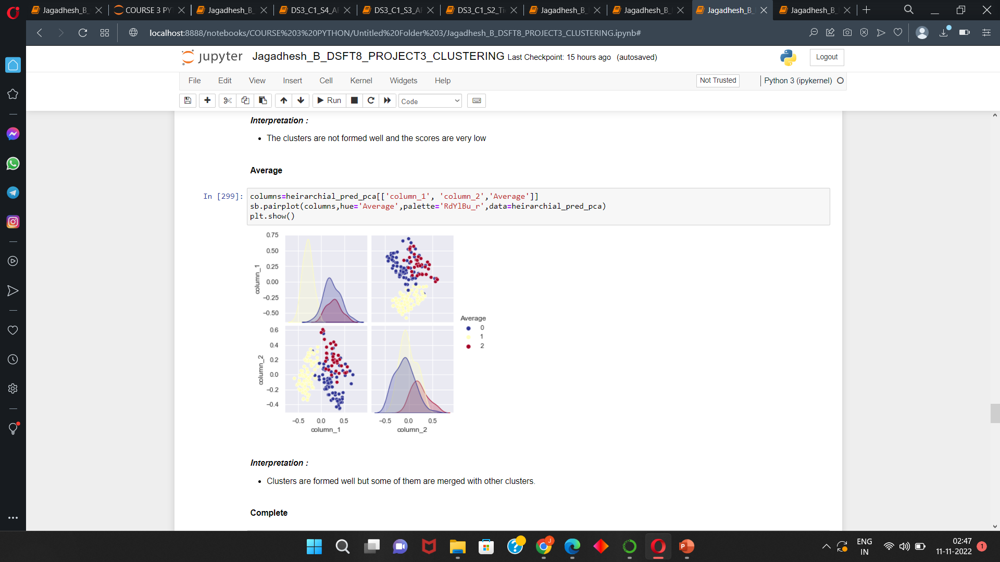 Jagadhesh_B_
COURSE 3 PY
Jagadhesh_B_
DS3_C1_S4_A
DS3_C1_S3_A
DS3_C1_S2_Ti
Jagadhesh_B_
Jagadhesh_B_
Jagadhesh_B_
Jagadhesh_B_
localhost:8888/notebooks/COURSE%203%20PYTHON/Untitled%20Folder%203/Jagadhesh_B_DSFT8_PROJECT3_CLUSTERING.ipynb#
jupyter Jagadhesh_B_DSFT8_PROJECT3_CLUSTERING Last Checkpoint: 15 hours ago (autosaved)
Logout
File Edit View Insert Cell Kernel Widgets Help
Not Trusted
Python 3 (ipykernel)
Run
Code
Interpretation :
• The clusters are not formed well and the scores are very low
Average
In [299]:
columns=heirarchial_pred_pca[['column_1', 'column_2','Average']]
sb.pairplot(columns,hue='Average',palette='RdYlBu_r',data=heirarchial_pred_pca)
plt.show()
0.75
0.50
0.25
0.00
−0.25
−0.50
column_1
0.6
0.4
0.2
0.0
−0.2
−0.4
column_2
−0.5 0.0 0.5
column_1
−0.5 0.0 0.5
column_2
Average
0
1
2
Interpretation :
• Clusters are formed well but some of them are merged with other clusters.
Complete
J
P
ENG
IN
02:47
11-11-2022
1